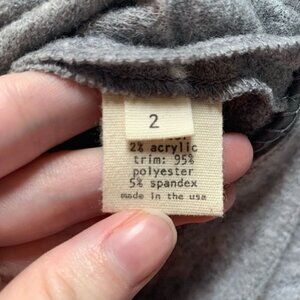 2
2% acrylic
trim: 95%
polyester
5% spandex
made in the usa